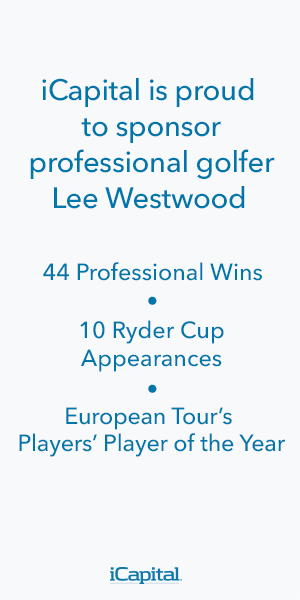 iCapital is proud
to sponsor
professional golfer
Lee Westwood
44 Professional Wins
•
10 Ryder Cup
Appearances
•
European Tour's
Players' Player of the Year
iCapital.